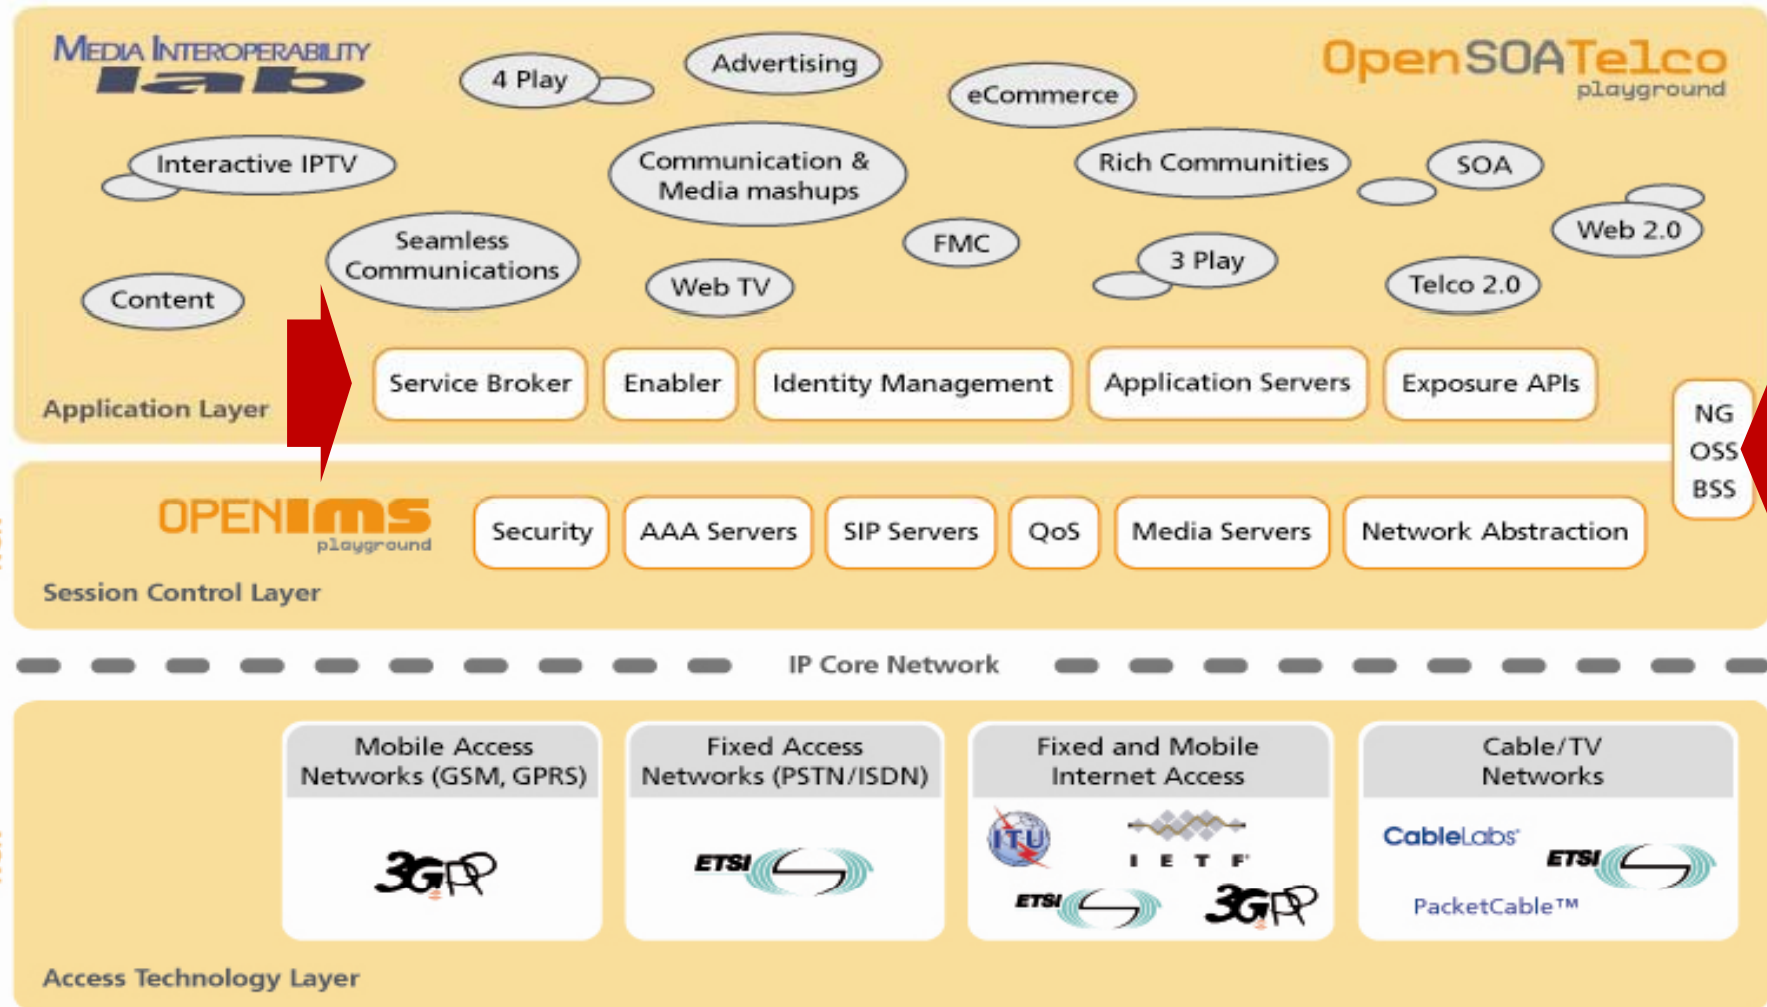 MEDIA INTEROPERABILITY
lab
OpenSOATelco
playground
4 Play
Advertising
eCommerce
Interactive IPTV
Communication &
Media mashups
Rich Communities
SOA
Web 2.0
Seamless
Communications
FMC
3 Play
Content
Web TV
Telco 2.0
Service Broker
Enabler
Identity Management
Application Servers
Exposure APIs
Application Layer
NG
OSS
BSS
OPENIMS
playground
Security
AAA Servers
SIP Servers
QoS
Media Servers
Network Abstraction
Session Control Layer
IP Core Network
Mobile Access
Networks (GSM, GPRS)
Fixed Access
Networks (PSTN/ISDN)
Fixed and Mobile
Internet Access
Cable/TV
Networks
3GPP
ETSI
ITU
IETF
ETSI
3GPP
CableLabs
ETSI
PacketCable™
Access Technology Layer